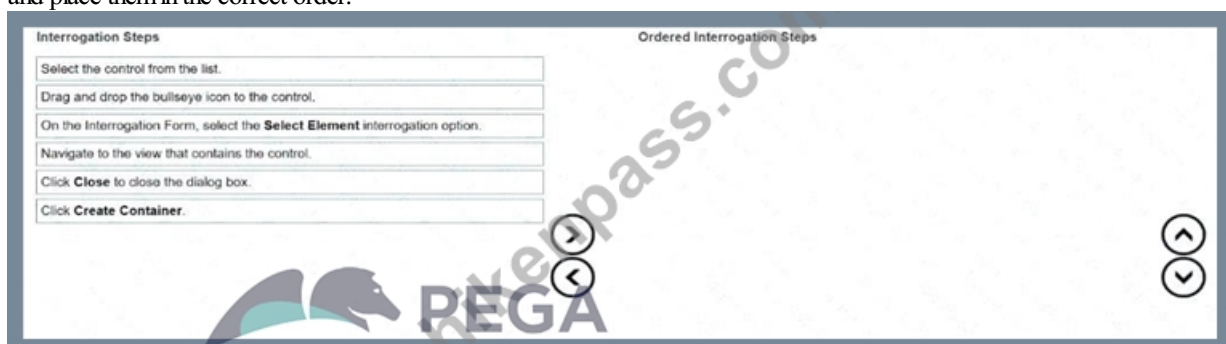 and place them in the correct order.
Interrogation Steps
Ordered Interrogation Steps
Select the control from the list.
Drag and drop the bullseye icon to the control.
On the Interrogation Form, select the Select Element interrogation option.
Navigate to the view that contains the control.
Click Close to close the dialog box.
Click Create Container.
PEGA